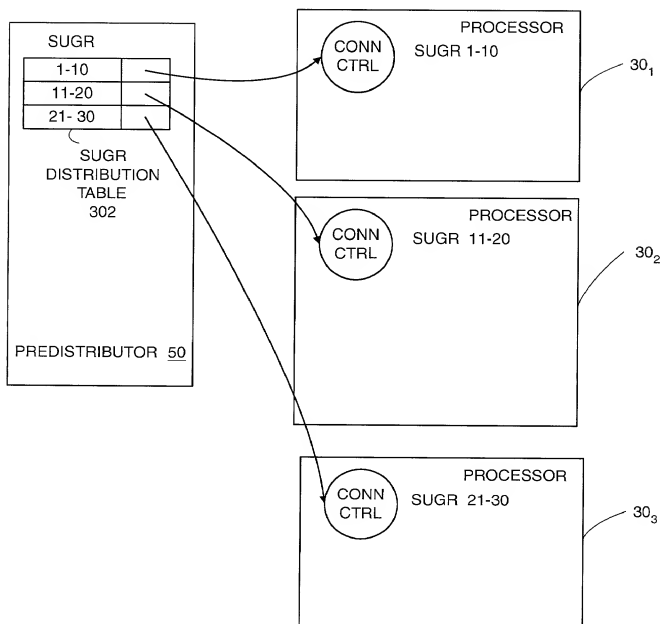 SUGR
1-10
11-20
21- 30
SUGR
DISTRIBUTION
TABLE
302
PREDISTRIBUTOR 50
PROCESSOR
CONN
CTRL
SUGR 1-10
30₁
PROCESSOR
CONN
CTRL
SUGR 11-20
30₂
PROCESSOR
CONN
CTRL
SUGR 21-30
30₃